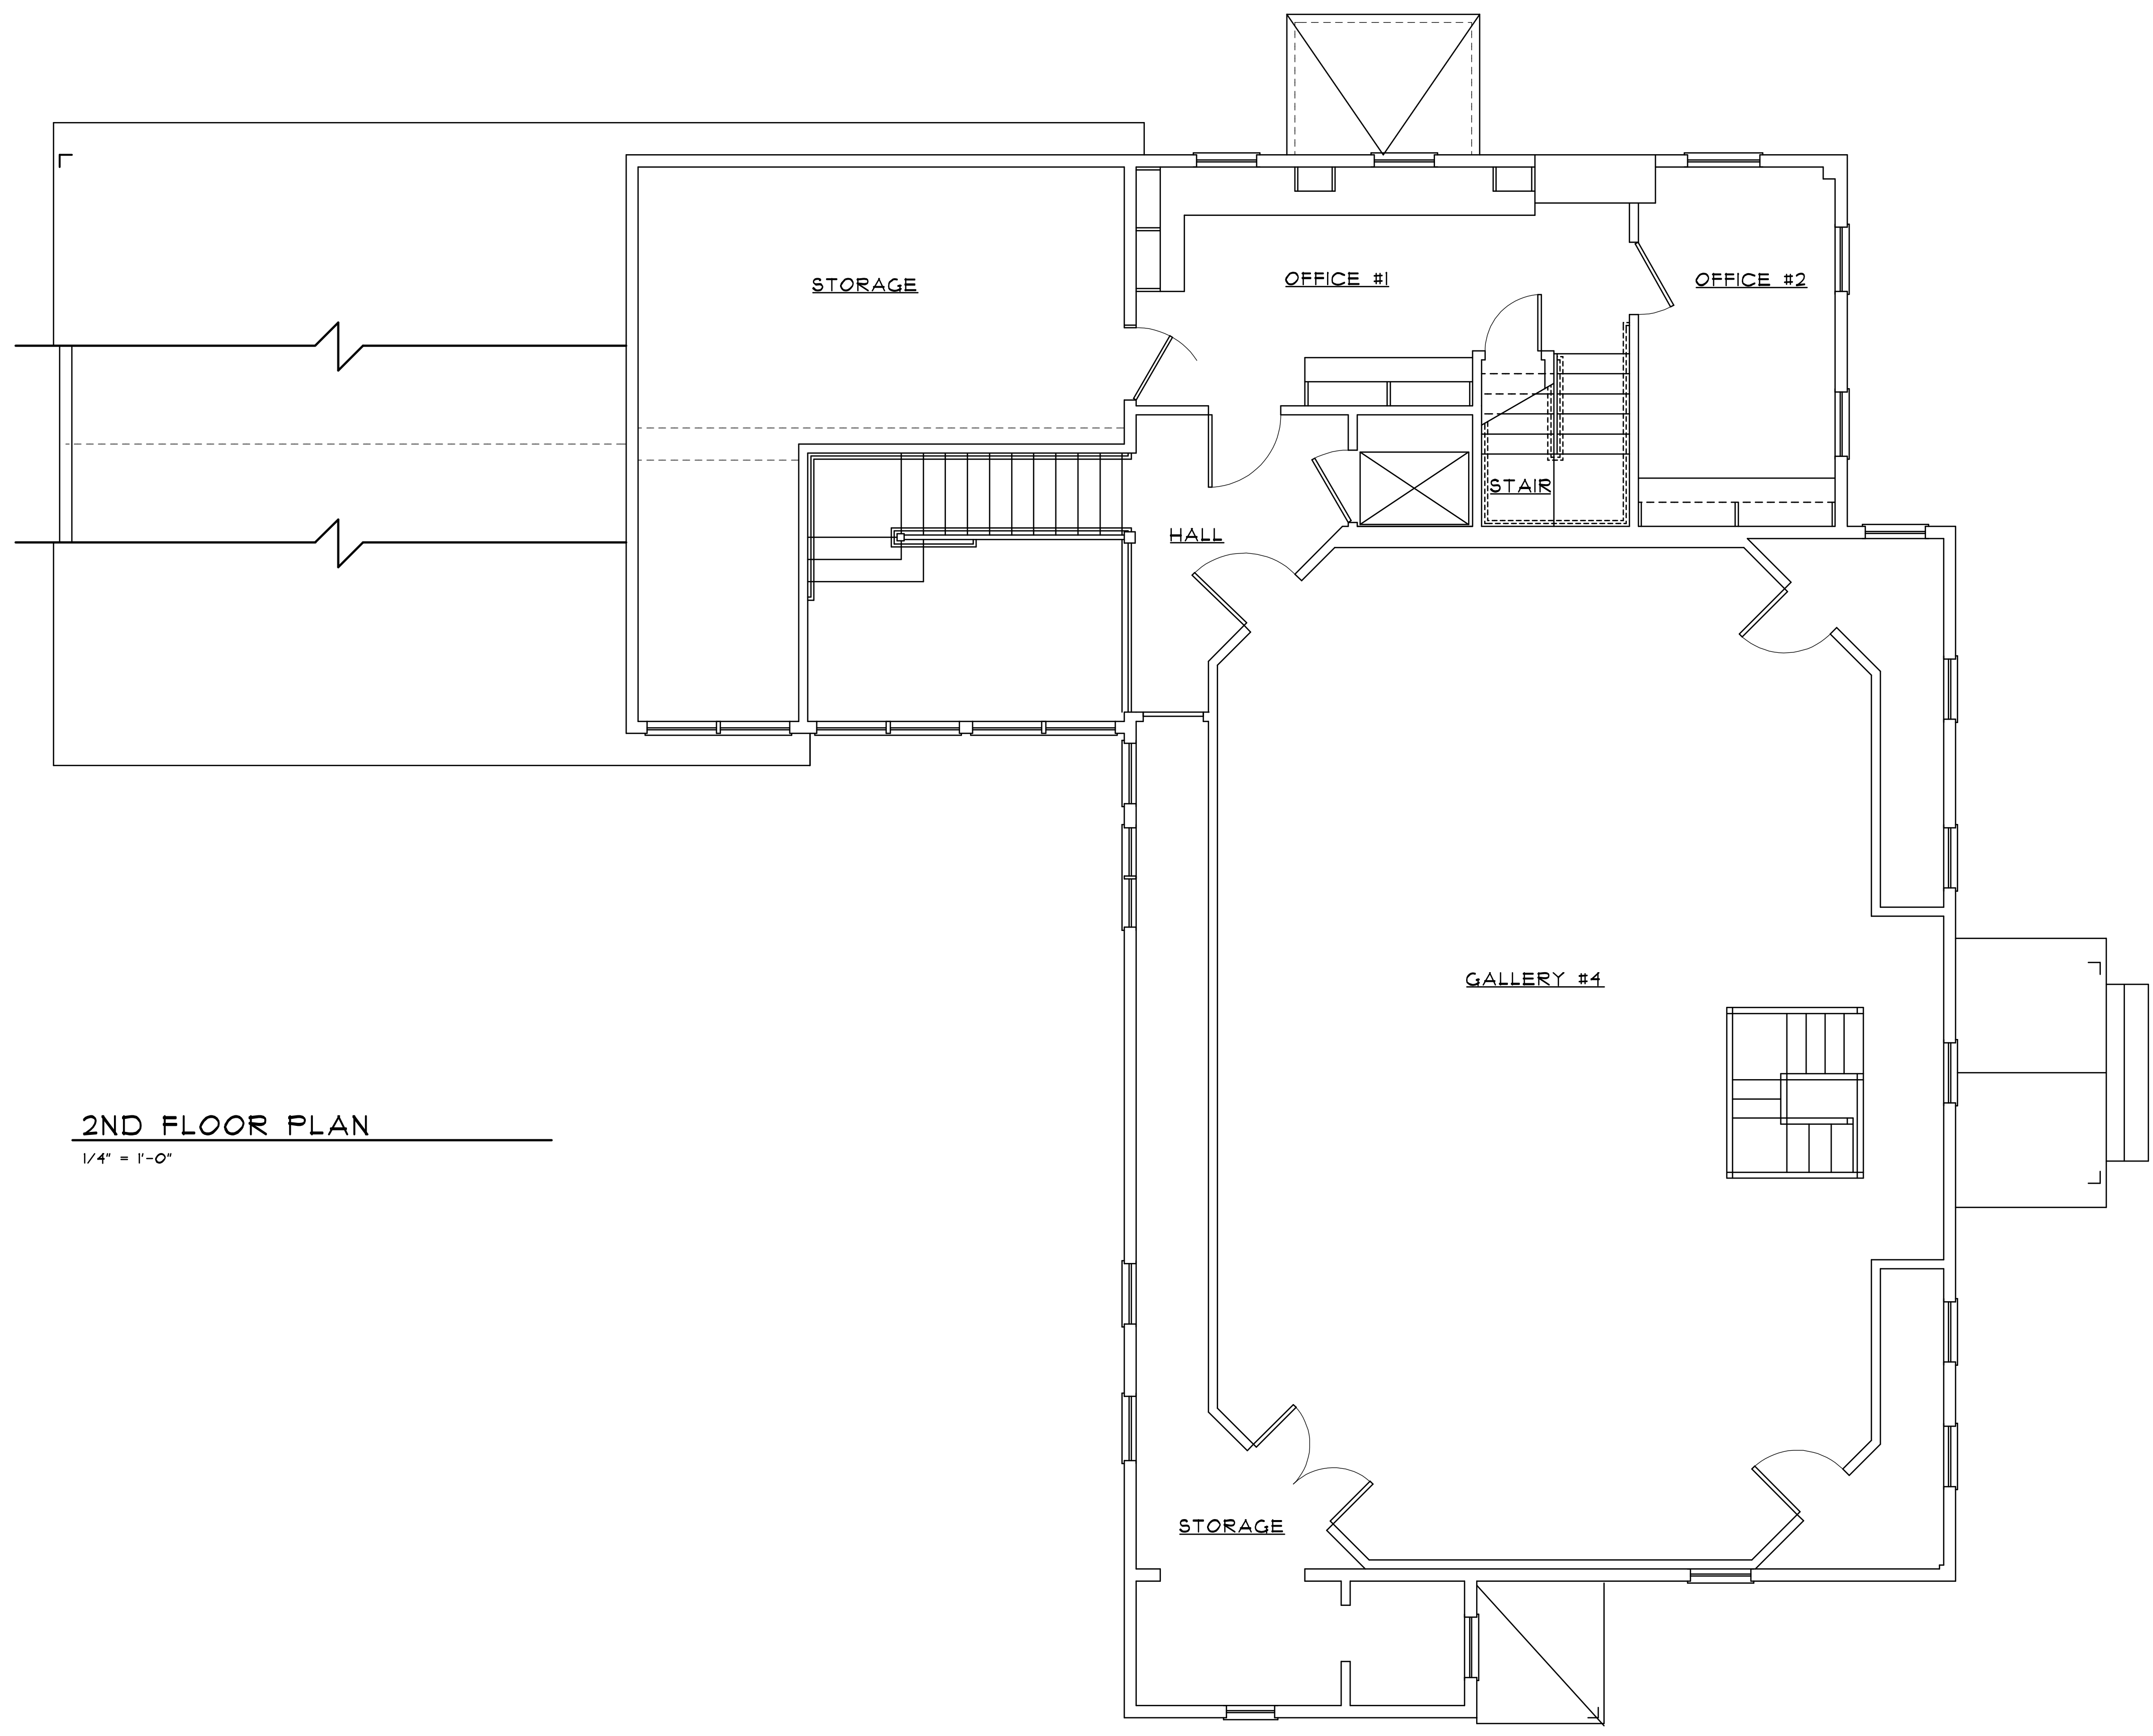 OFFICE #1
OFFICE #2
STORAGE
STAIR
HALL
GALLERY #4
2ND FLOOR PLAN
1/4" = 1'-0"
STORAGE